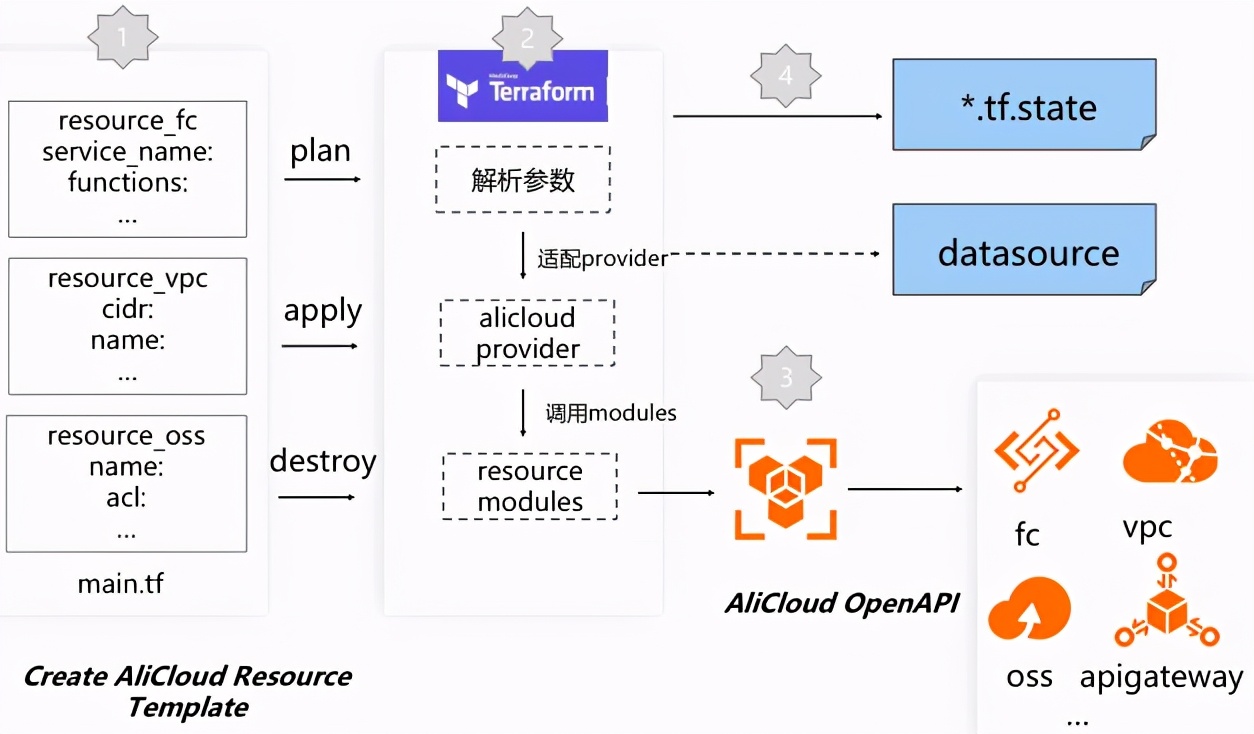 1
resource_fc
service_name:
functions:
...
resource_vpc
cidr:
name:
...
resource_oss
name:
acl:
...
main.tf
Create AliCloud Resource
Template
plan
apply
destroy
2
HashiCorp
Terraform
解析参数
适配provider
alicloud
provider
调用modules
resource
modules
4
*.tf.state
datasource
3
AliCloud OpenAPI
fc
vpc
oss
apigateway
...